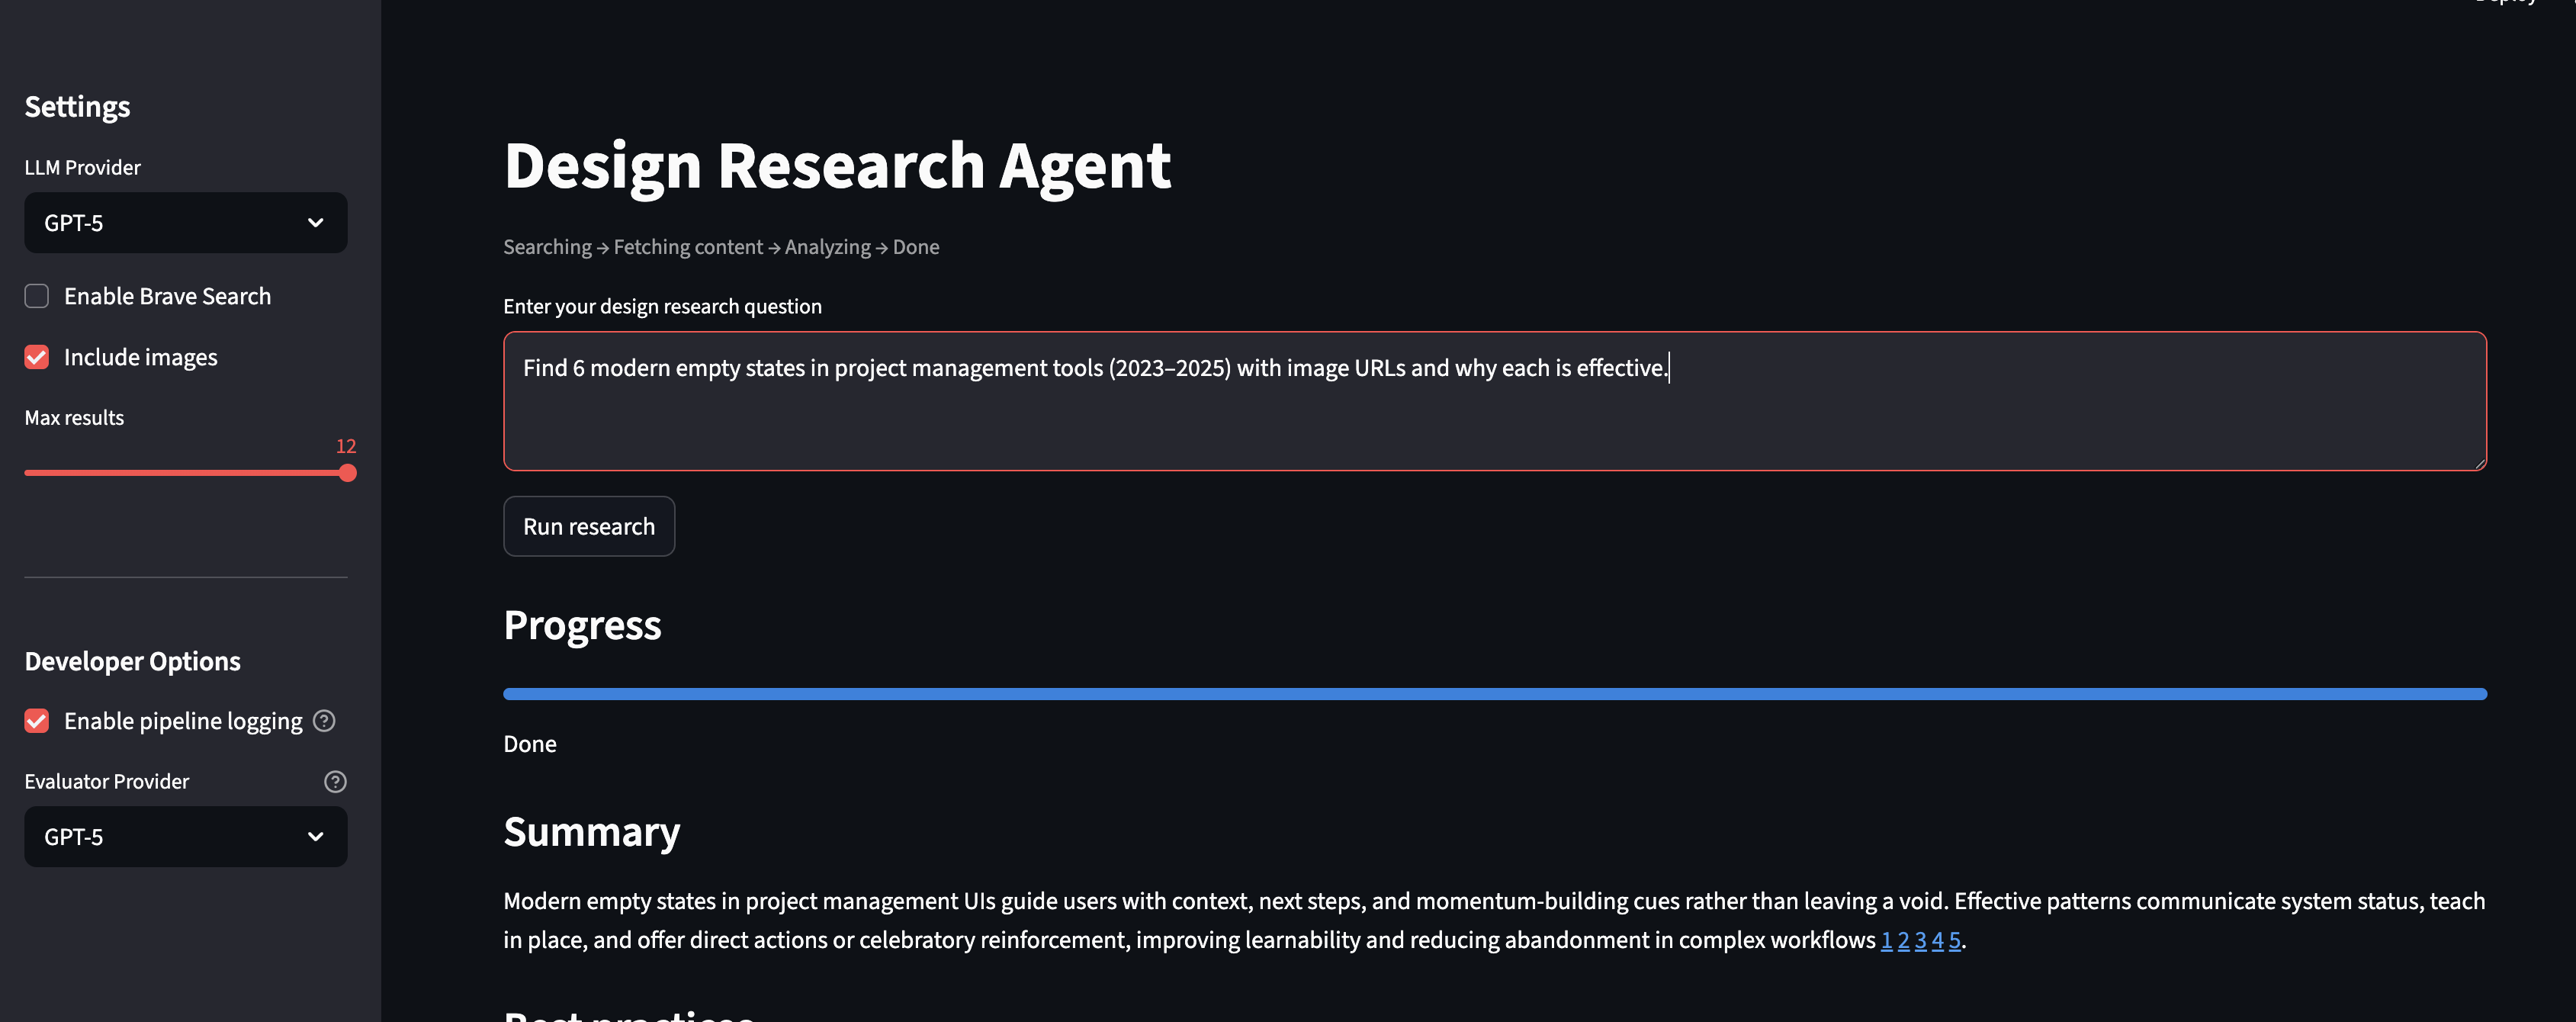 Deploy
Settings
LLM Provider
GPT-5
Enable Brave Search
Include images
Max results
12
Developer Options
Enable pipeline logging
Evaluator Provider
GPT-5
Design Research Agent
Searching → Fetching content → Analyzing → Done
Enter your design research question
Find 6 modern empty states in project management tools (2023–2025) with image URLs and why each is effective.
Run research
Progress
Done
Summary
Modern empty states in project management UIs guide users with context, next steps, and momentum-building cues rather than leaving a void. Effective patterns communicate system status, teach
in place, and offer direct actions or celebratory reinforcement, improving learnability and reducing abandonment in complex workflows 1 2 3 4 5.
Best practices